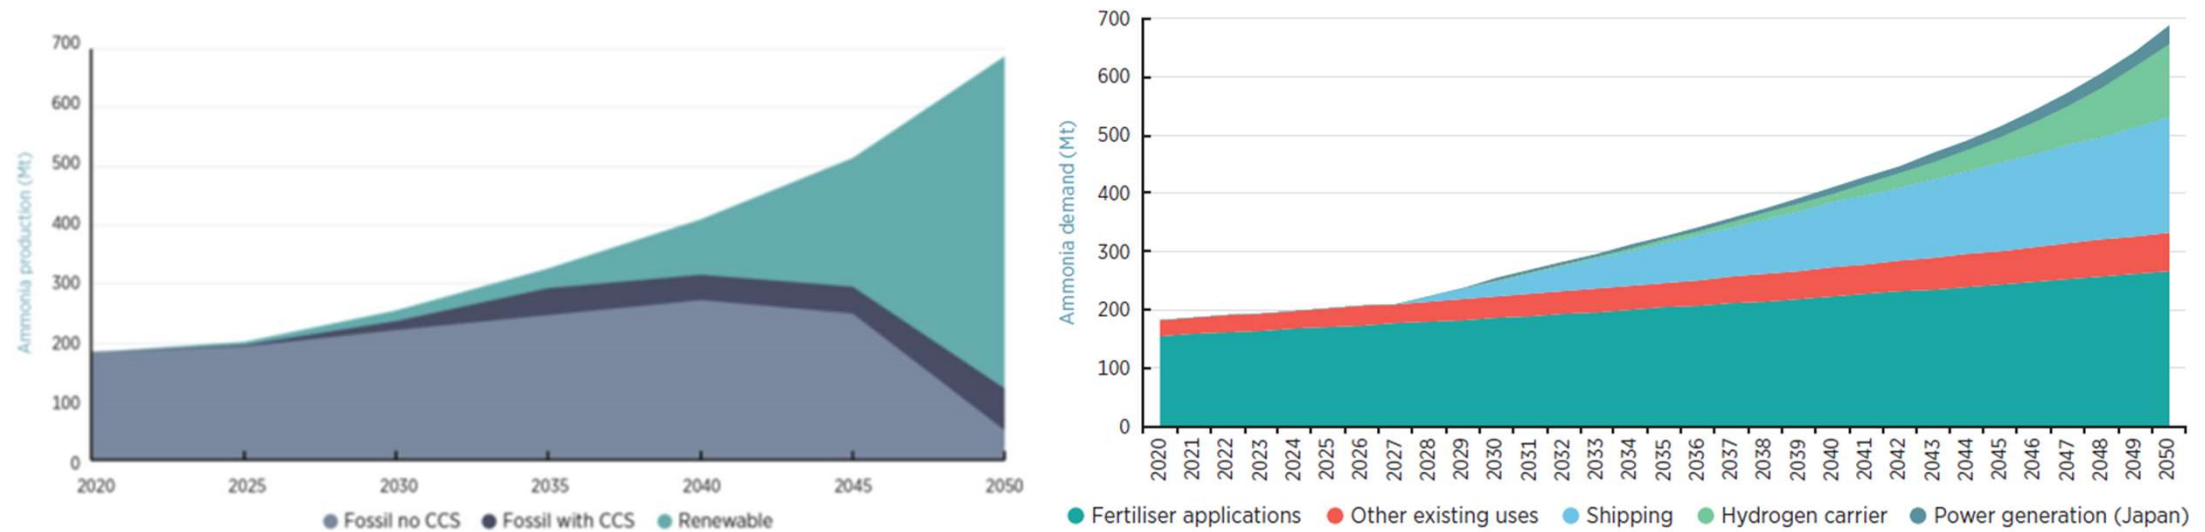 700
600
500
400
300
200
100
0
Ammonia production (Mt)
2020 2025 2030 2035 2040 2045 2050
Fossil no CCS Fossil with CCS Renewable
700
600
500
400
300
200
100
0
Ammonia demand (Mt)
2020 2021 2022 2023 2024 2025 2026 2027 2028 2029 2030 2031 2032 2033 2034 2035 2036 2037 2038 2039 2040 2041 2042 2043 2044 2045 2046 2047 2048 2049 2050
Fertiliser applications Other existing uses Shipping Hydrogen carrier Power generation (Japan)